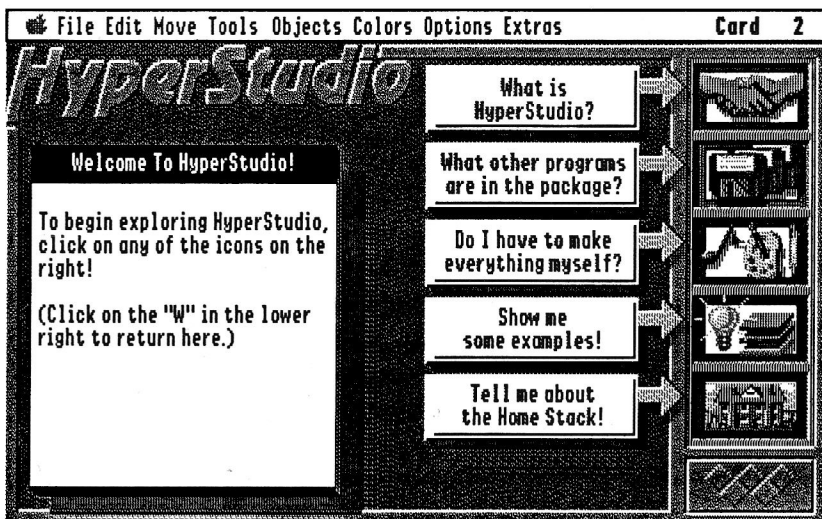 File Edit Move Tools Objects Colors Options Extras Card 2
HyperStudio
Welcome To HyperStudio!
To begin exploring HyperStudio,
click on any of the icons on the
right!
(Click on the "W" in the lower
right to return here.)
What is
HyperStudio?
What other programs
are in the package?
Do I have to make
everything myself?
Show me
some examples!
Tell me about
the Home Stack!